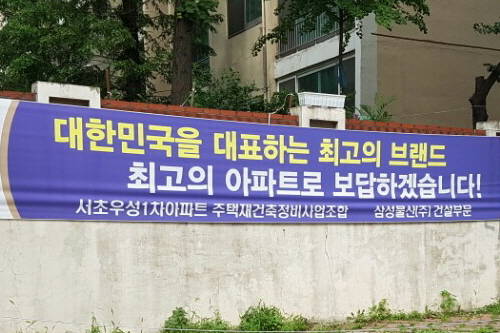 대한민국을 대표하는 최고의 브랜드
최고의 아파트로 보답하겠습니다!
서초우성1차아파트 주택재건축정비사업조합 삼성물산(주) 건설부문